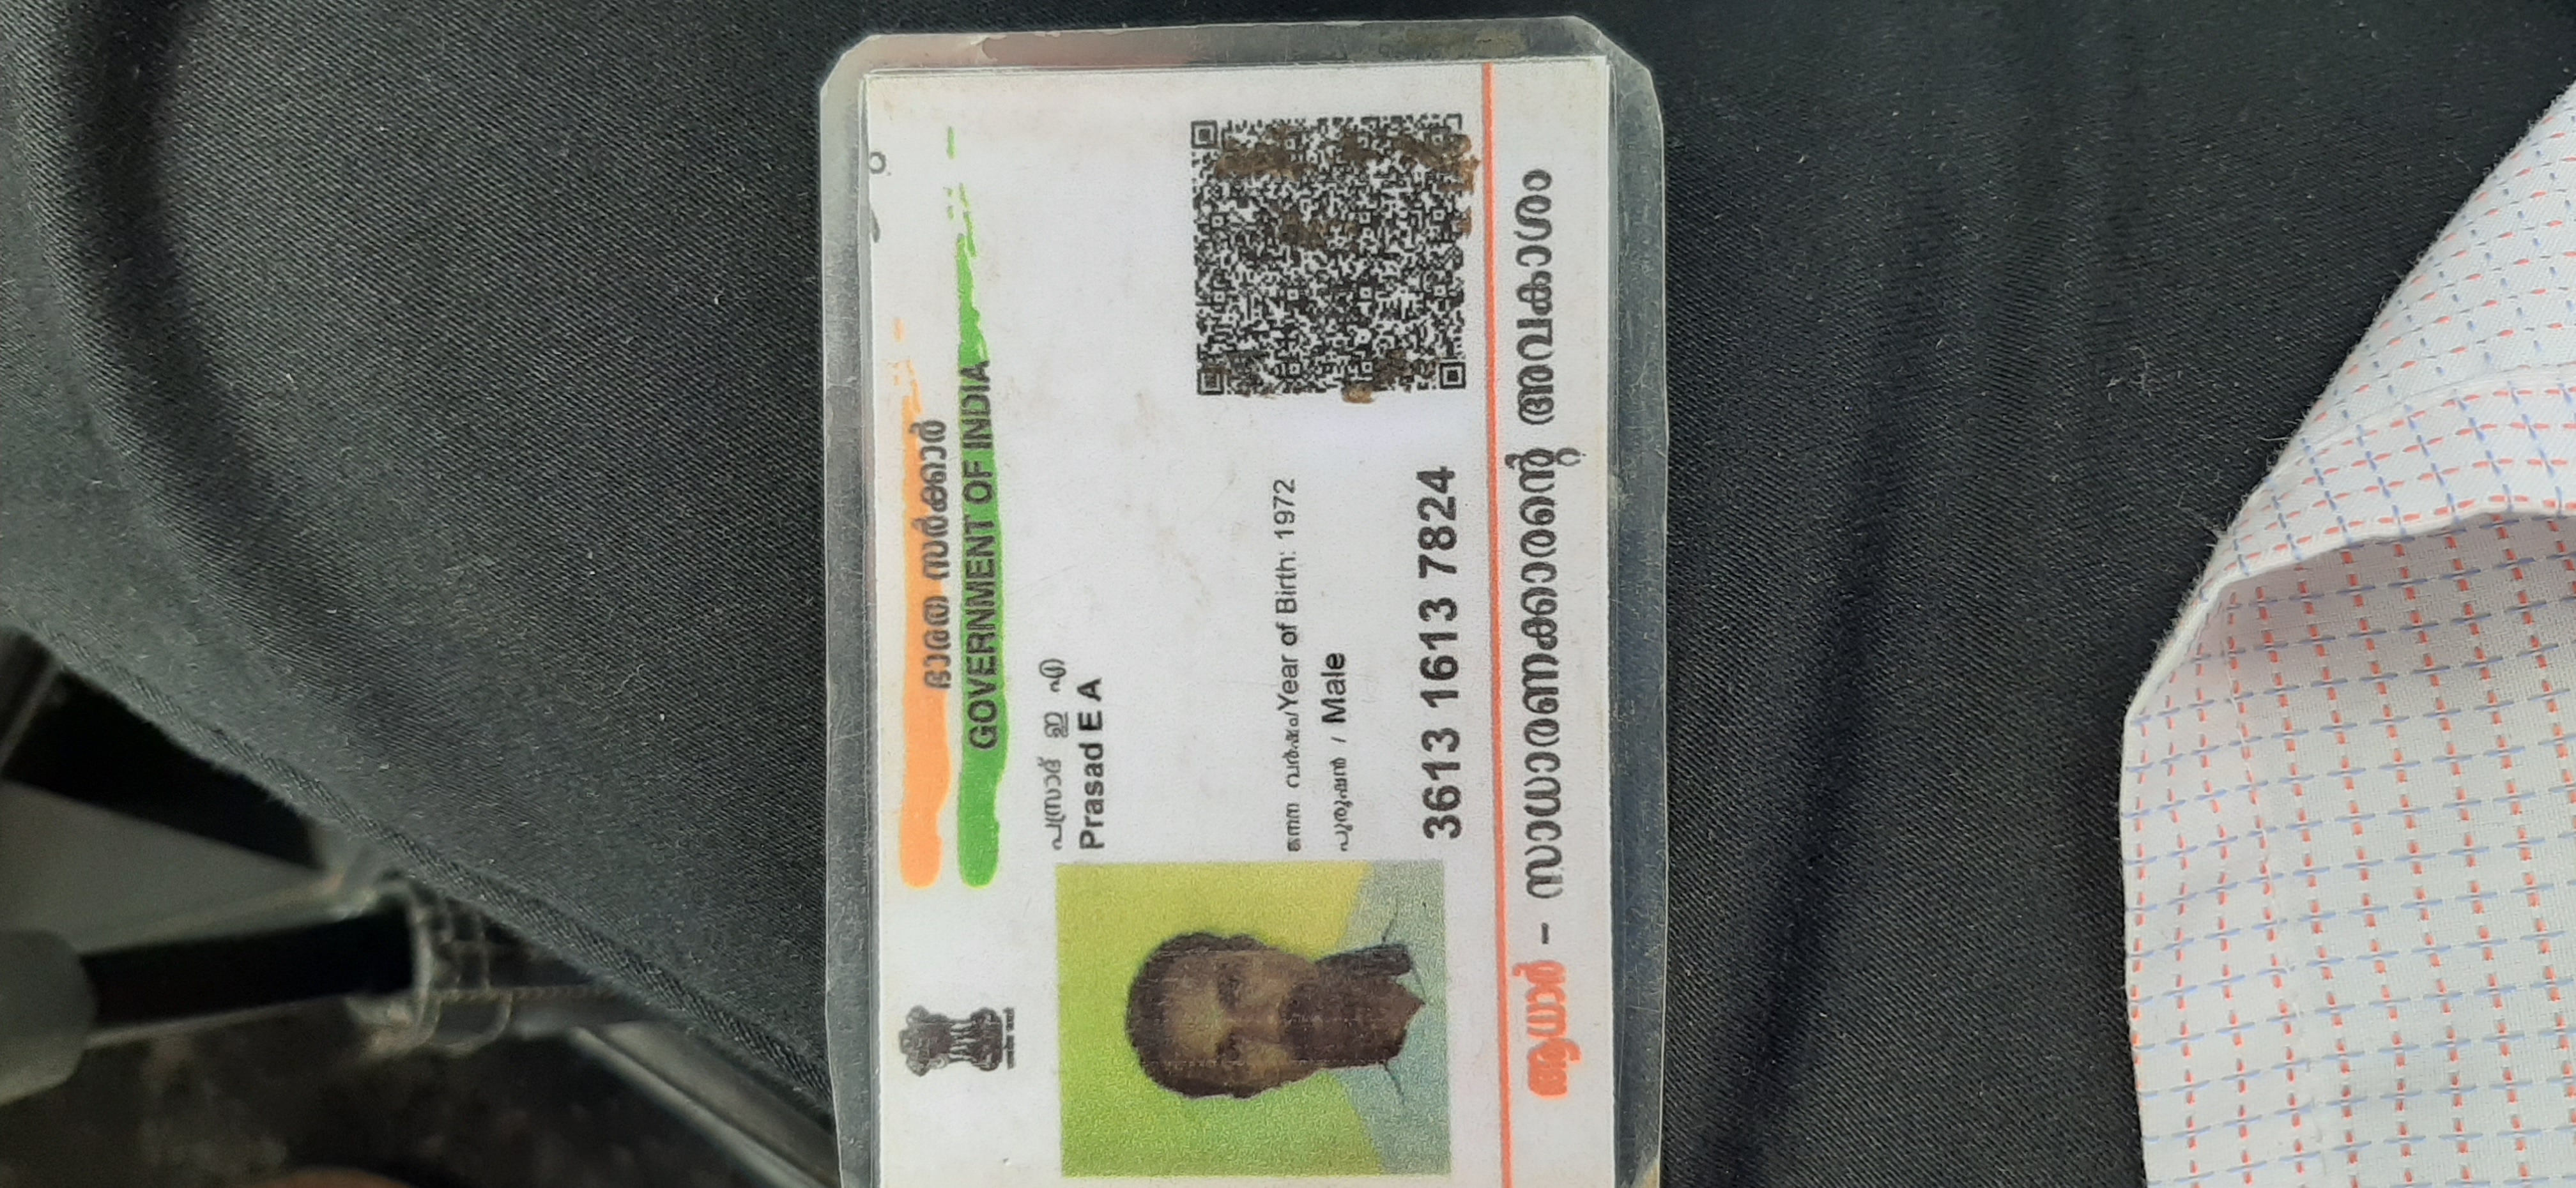 ഭാരത സർക്കാർ
GOVERNMENT OF INDIA
പ്രസാദ് ഇ എ
Prasad E A
ജനന വർഷം/Year of Birth: 1972
പുരുഷൻ / Male
3613 1613 7824
ആധാർ – സാധാരണക്കാരന്റെ അവകാശം